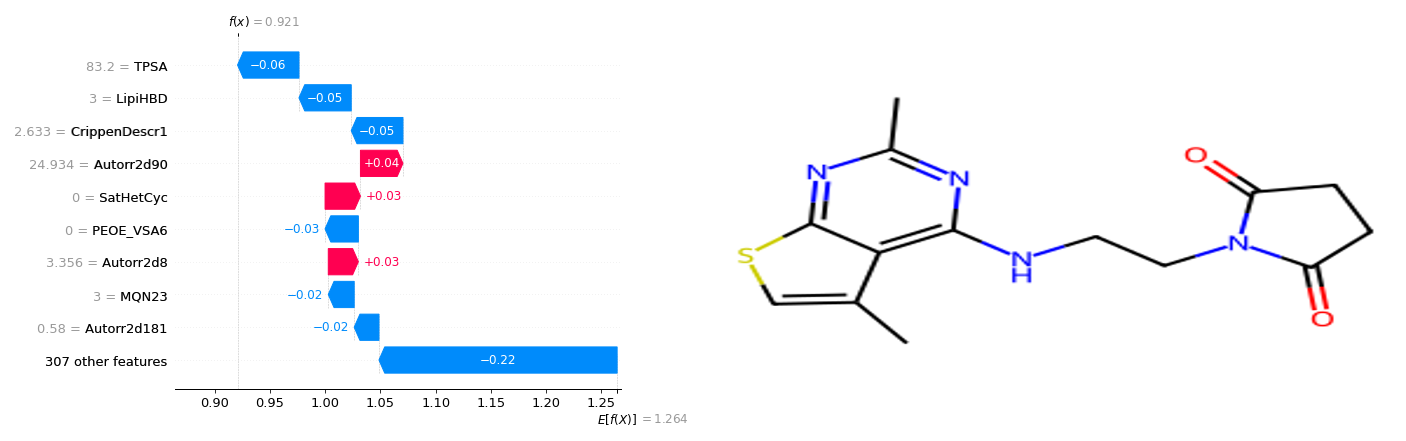 f(x) = 0.921
83.2 = TPSA −0.06
3 = LipiHBD −0.05
2.633 = CrippenDescr1 −0.05
24.934 = Autorr2d90 +0.04
0 = SatHetCyc +0.03
0 = PEOE_VSA6 −0.03
3.356 = Autorr2d8 +0.03
3 = MQN23 −0.02
0.58 = Autorr2d181 −0.02
307 other features −0.22
0.90 0.95 1.00 1.05 1.10 1.15 1.20 1.25
E[f(X)] = 1.264
O
N N
N
S N
H
O